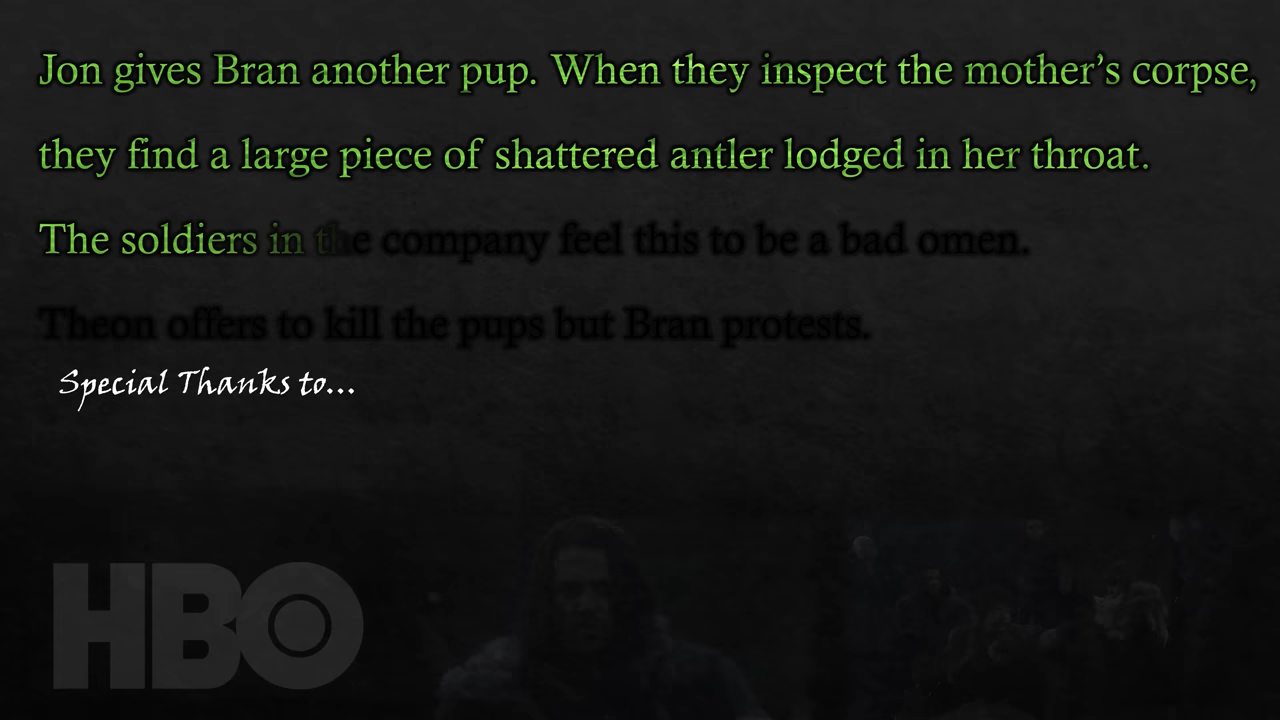 Jon gives Bran another pup. When they inspect the mother’s corpse,
they find a large piece of shattered antler lodged in her throat.
The soldiers in the company feel this to be a bad omen.
Theon offers to kill the pups but Bran protests.
Special Thanks to...
HBO